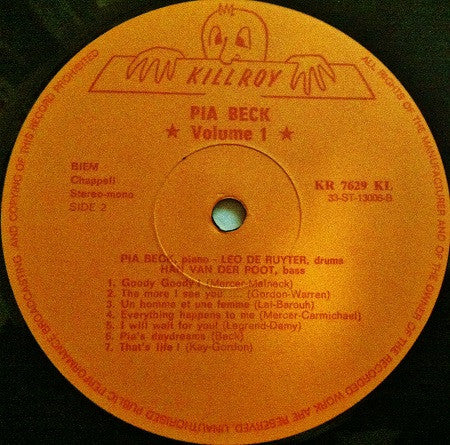 KILLROY
PIA BECK
★ Volume 1 ★
BIEM
Chappell
Stereo-mono
SIDE 2
KR 7629 KL
33-ST-13006-B
PIA BECK, piano - LEO DE RUYTER, drums
HAN VAN DER POOT, bass
1. Goody Goody! (Mercer-Melneck)
2. The more I see you ... (Gordon-Warren)
3. Un homme et une femme (Lai-Barouh)
4. Everything happens to me (Mercer-Carmichael)
5. I will wait for you! (Legrand-Demy)
6. Pia's daydreams (Beck)
7. That's life! (Kay-Gordon)
ALL RIGHTS OF THE MANUFACTURER AND OF THE OWNER OF THE RECORDED WORK ARE RESERVED. UNAUTHORISED PUBLIC PERFORMANCE BROADCASTING AND COPYING OF THIS RECORD PROHIBITED